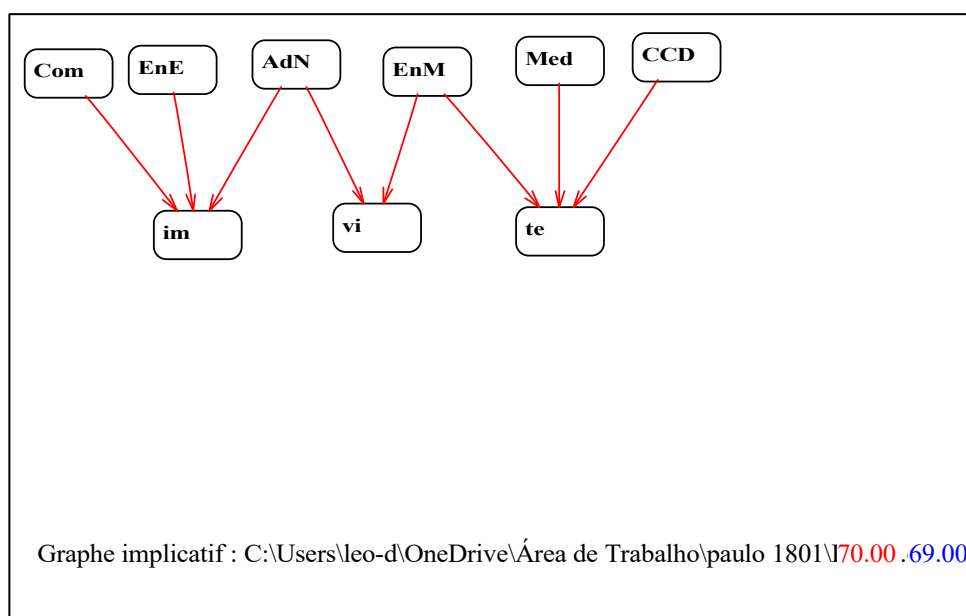 Com EnE AdN EnM Med CCD
im vi te
Graphe implicatif : C:\Users\leo-d\OneDrive\Área de Trabalho\paulo 1801\ 70.00 69.00